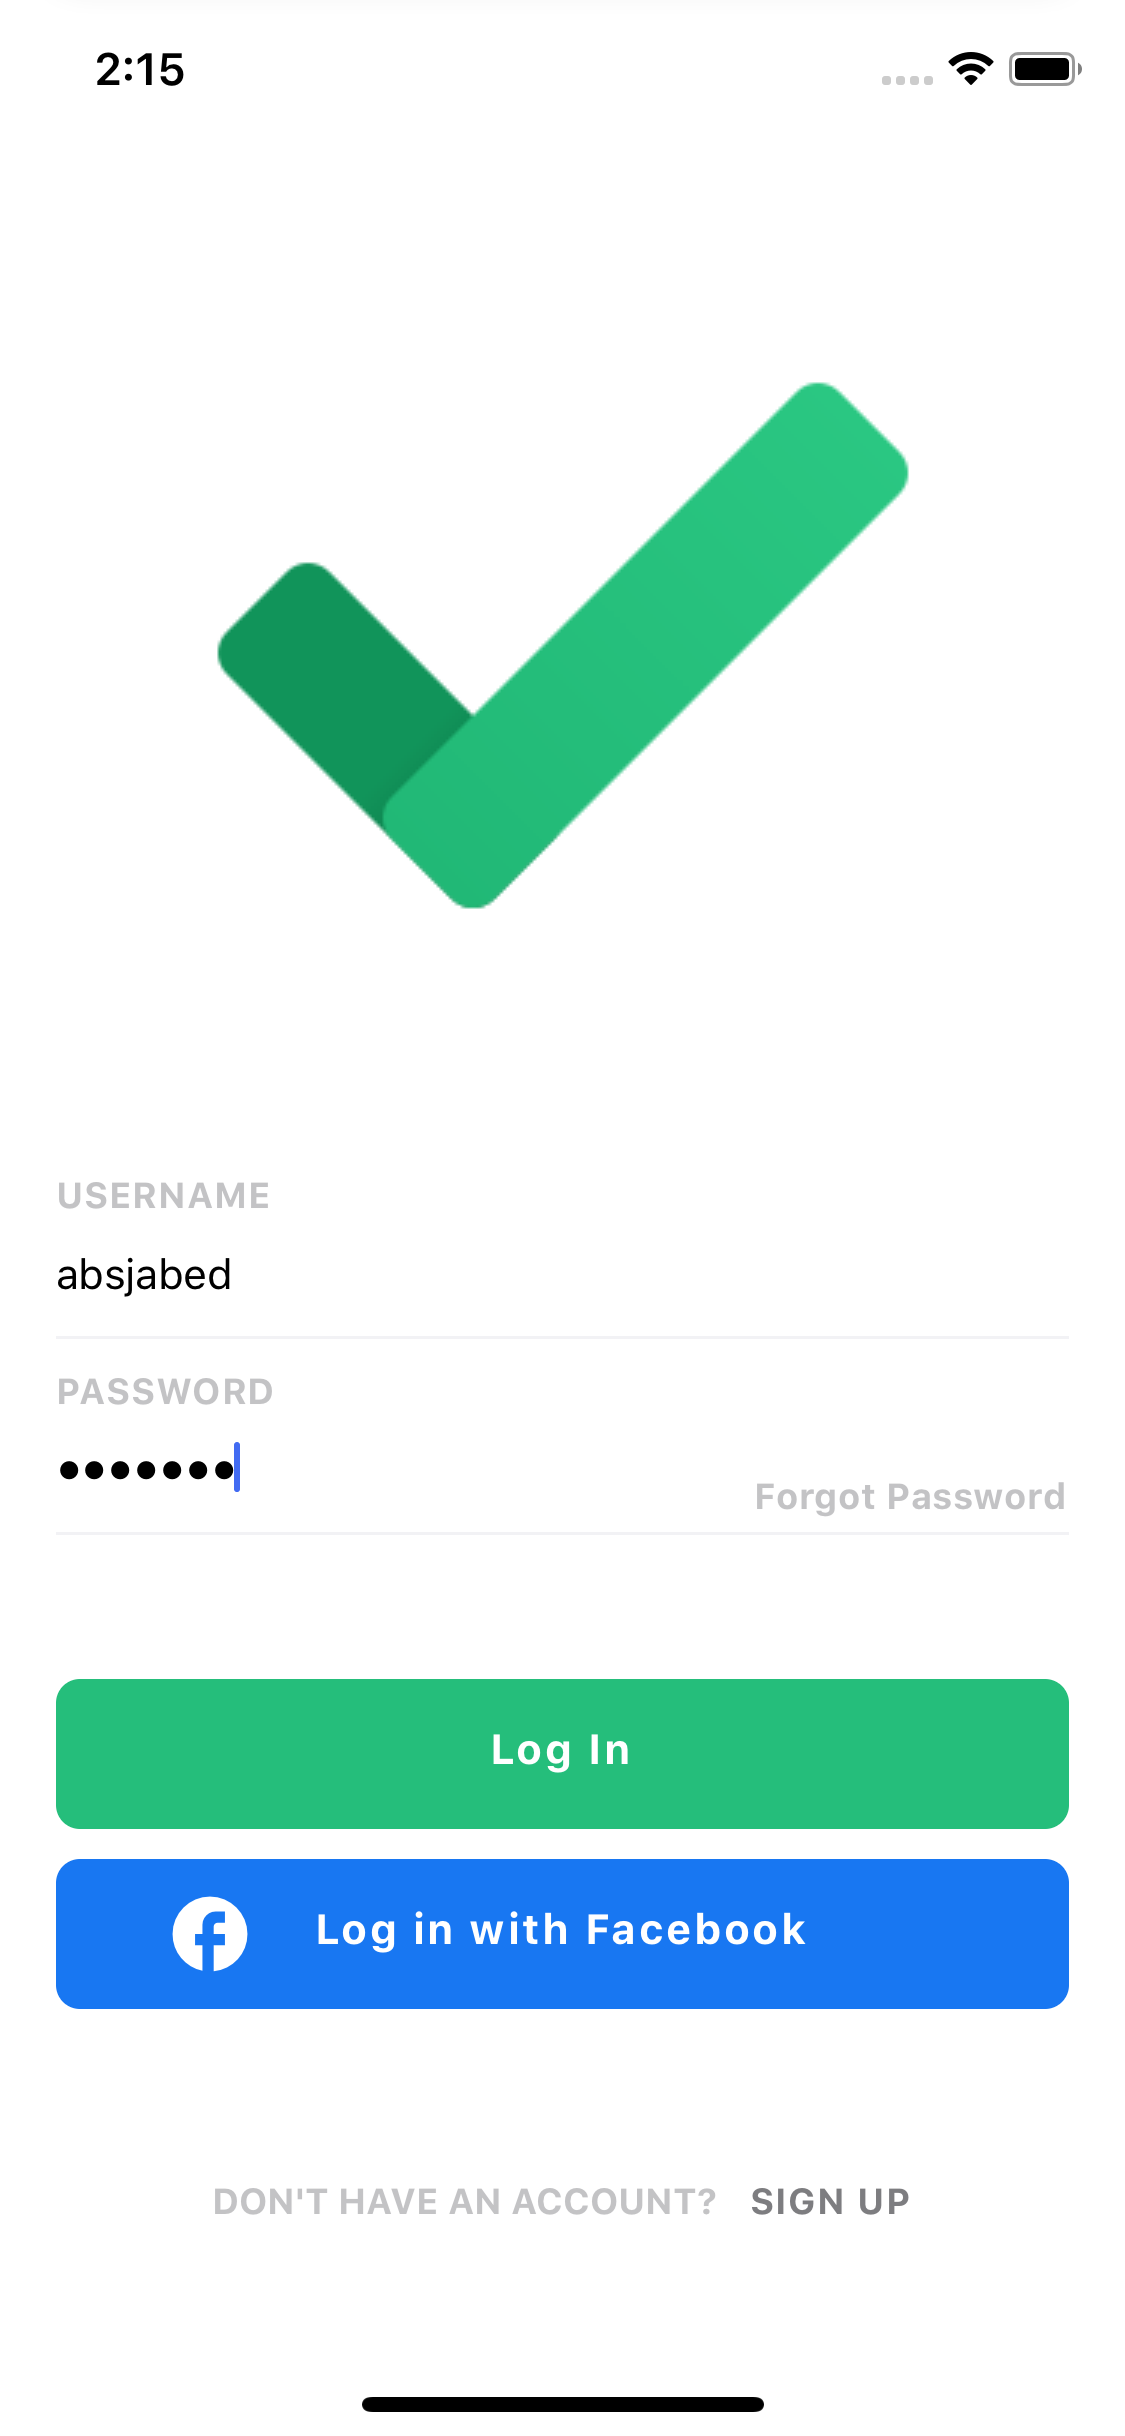 2:15
USERNAME
absjabed
PASSWORD
•••••••
Forgot Password
Log In
Log in with Facebook
DON'T HAVE AN ACCOUNT? SIGN UP